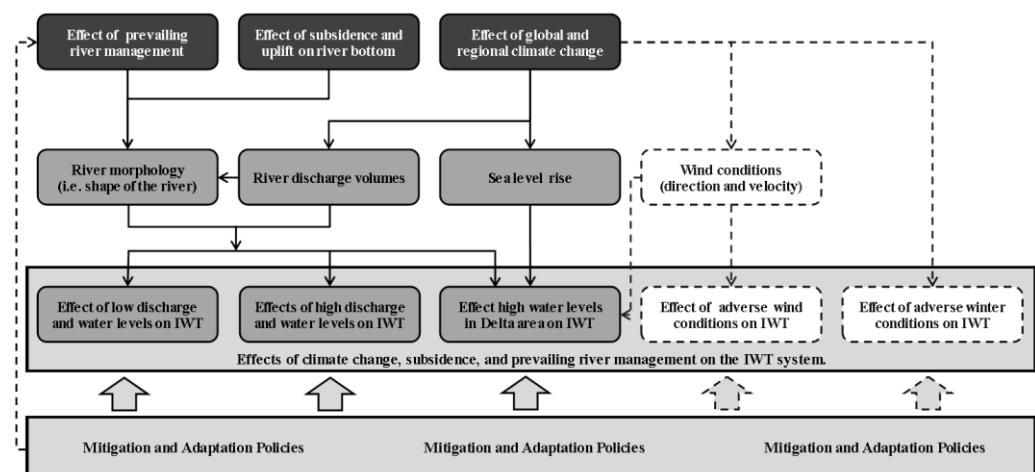 Effect of prevailing
river management
Effect of subsidence and
uplift on river bottom
Effect of global and
regional climate change
River morphology
(i.e. shape of the river)
River discharge volumes
Sea level rise
Wind conditions
(direction and velocity)
Effect of low discharge
and water levels on IWT
Effects of high discharge
and water levels on IWT
Effect high water levels
in Delta area on IWT
Effect of adverse wind
conditions on IWT
Effect of adverse winter
conditions on IWT
Effects of climate change, subsidence, and prevailing river management on the IWT system.
Mitigation and Adaptation Policies
Mitigation and Adaptation Policies
Mitigation and Adaptation Policies